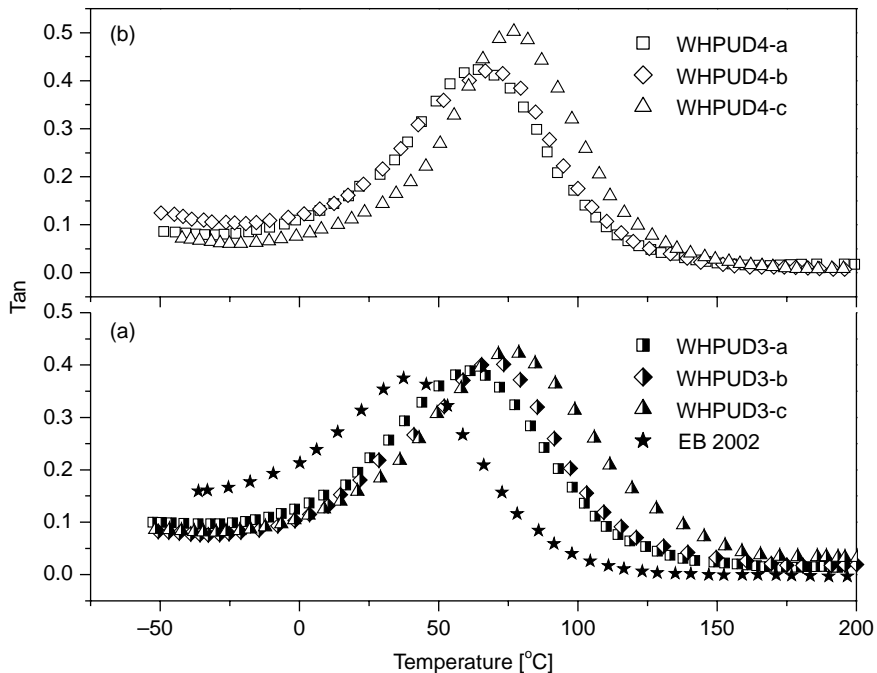 (b)
WHPUD4-a
WHPUD4-b
WHPUD4-c
0.5
0.4
0.3
0.2
0.1
0.0
Tan
(a)
WHPUD3-a
WHPUD3-b
WHPUD3-c
EB 2002
0.5
0.4
0.3
0.2
0.1
0.0
–50 0 50 100 150 200
Temperature [°C]